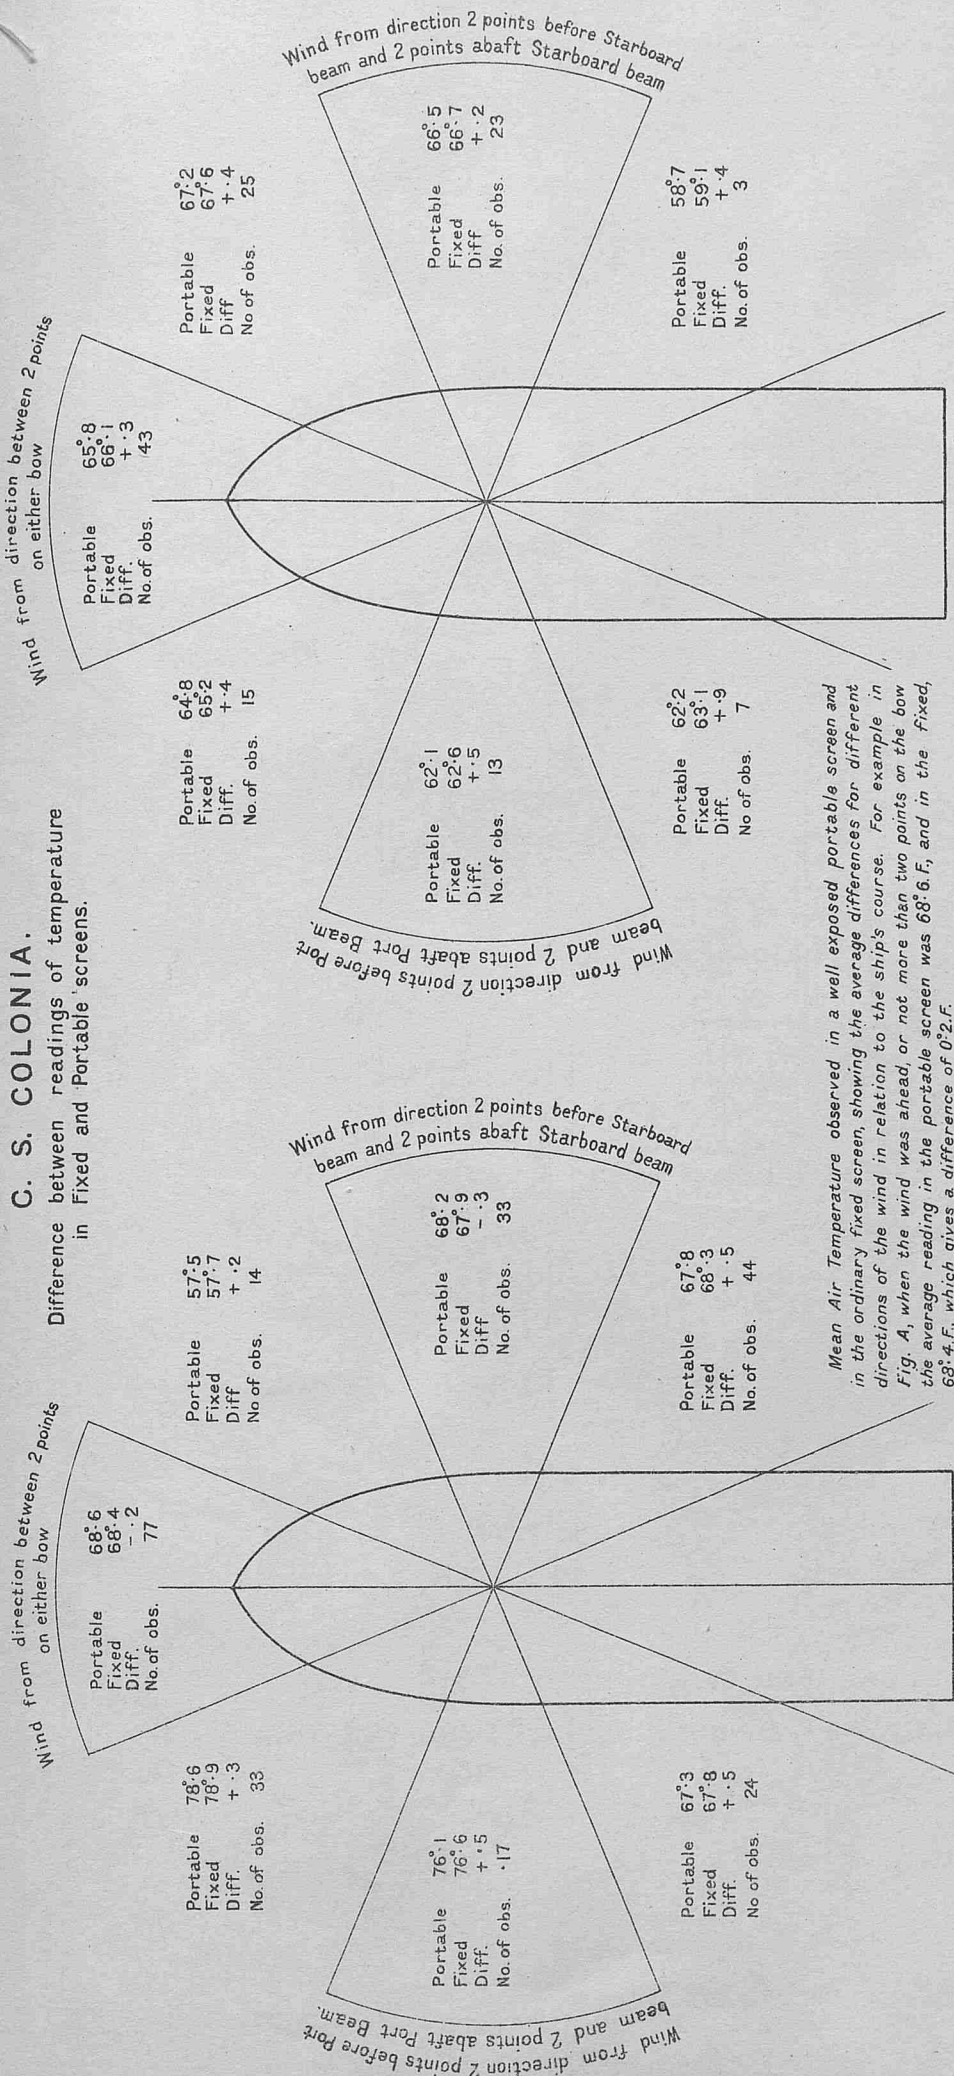 C. S. COLONIA.
Difference between readings of temperature
in Fixed and Portable screens.
Wind from direction between 2 points
on either bow
Portable 68°·6
Fixed 68°·4
Diff. - ·2
No. of obs. 77
Portable 78°·6
Fixed 78°·9
Diff. + ·3
No. of obs. 33
Portable 57°·5
Fixed 57°·7
Diff + ·2
No of obs. 14
Wind from direction 2 points before Port
beam and 2 points abaft Port Beam.
Portable 76°·1
Fixed 76°·6
Diff. + ·5
No. of obs. ·17
Wind from direction 2 points before Starboard
beam and 2 points abaft Starboard beam
Portable 68°·2
Fixed 67°·9
Diff - ·3
No. of obs. 33
Portable 67°·3
Fixed 67°·8
Diff. + ·5
No of obs. 24
Portable 67°·8
Fixed 68°·3
Diff. + ·5
No. of obs. 44
Wind from direction between 2 points
on either bow
Portable 65°·8
Fixed 66°·1
Diff. + ·3
No. of obs. 43
Portable 64°·8
Fixed 65°·2
Diff. + ·4
No. of obs. 15
Portable 67°·2
Fixed 67°·6
Diff + ·4
No of obs. 25
Wind from direction 2 points before Port
beam and 2 points abaft Port Beam.
Portable 62°·1
Fixed 62°·6
Diff. + ·5
No. of obs. 13
Wind from direction 2 points before Starboard
beam and 2 points abaft Starboard beam
Portable 66°·5
Fixed 66°·7
Diff + ·2
No. of obs. 23
Portable 62°·2
Fixed 63°·1
Diff. + ·9
No of obs. 7
Portable 58°·7
Fixed 59°·1
Diff. + ·4
No. of obs. 3
Mean Air Temperature observed in a well exposed portable screen and
in the ordinary fixed screen, showing the average differences for different
directions of the wind in relation to the ship's course. For example in
Fig. A, when the wind was ahead, or not more than two points on the bow
the average reading in the portable screen was 68°·6.F., and in the fixed,
68°·4.F., which gives a difference of 0°·2.F.